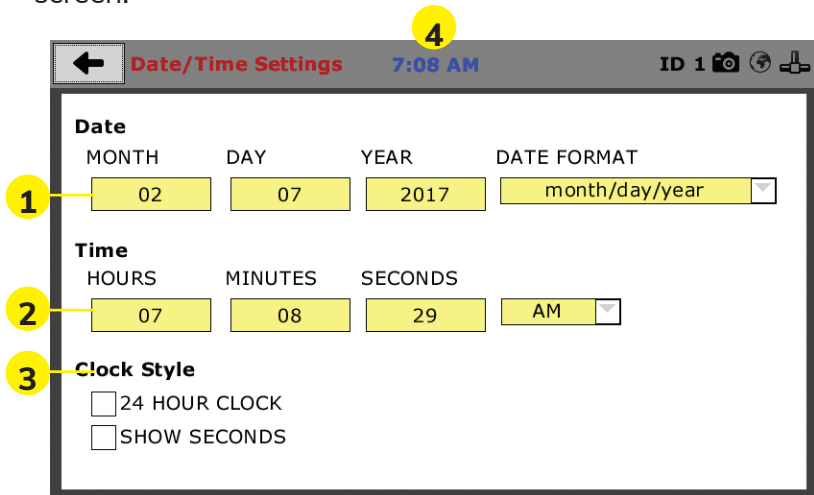 screen.
4
Date/Time Settings 7:08 AM ID 1
Date
MONTH DAY YEAR DATE FORMAT
1 02 07 2017 month/day/year
Time
HOURS MINUTES SECONDS
2 07 08 29 AM
3 Clock Style
24 HOUR CLOCK
SHOW SECONDS